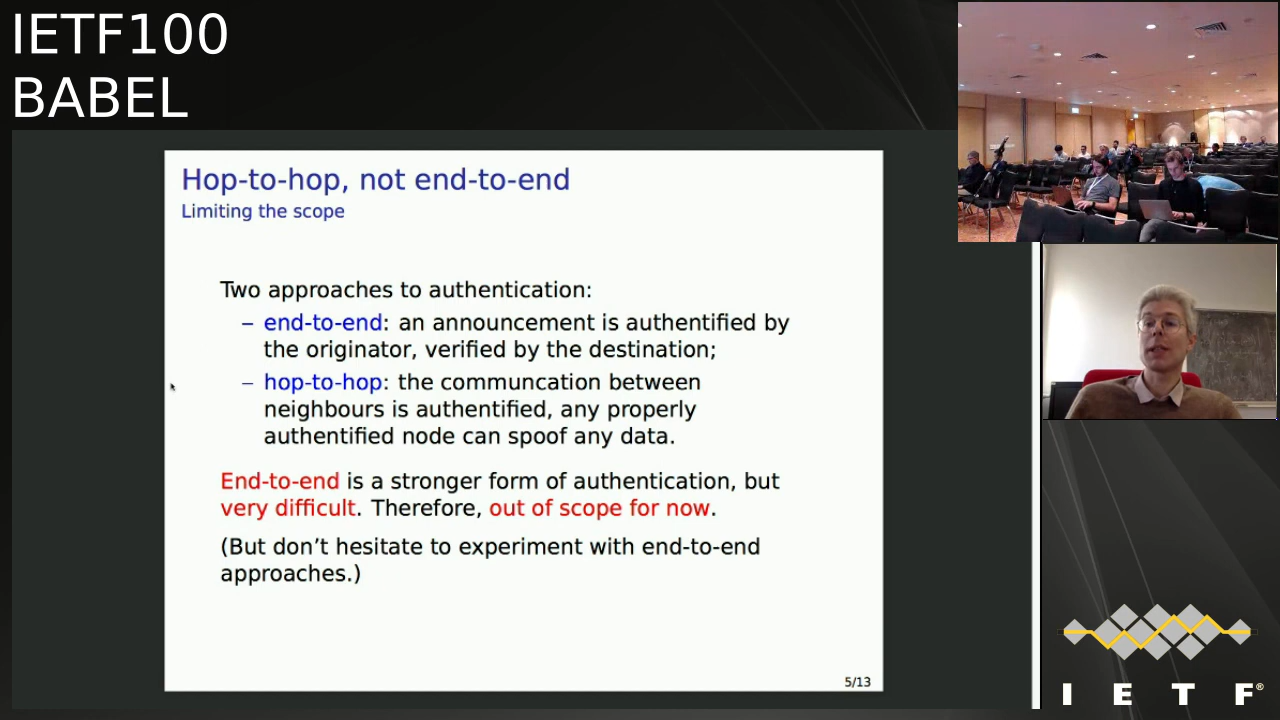 IETF100
BABEL
Hop-to-hop, not end-to-end
Limiting the scope
Two approaches to authentication:
– end-to-end: an announcement is authentified by
the originator, verified by the destination;
– hop-to-hop: the communcation between
neighbours is authentified, any properly
authentified node can spoof any data.
End-to-end is a stronger form of authentication, but
very difficult. Therefore, out of scope for now.
(But don't hesitate to experiment with end-to-end
approaches.)
5/13
I E T F®